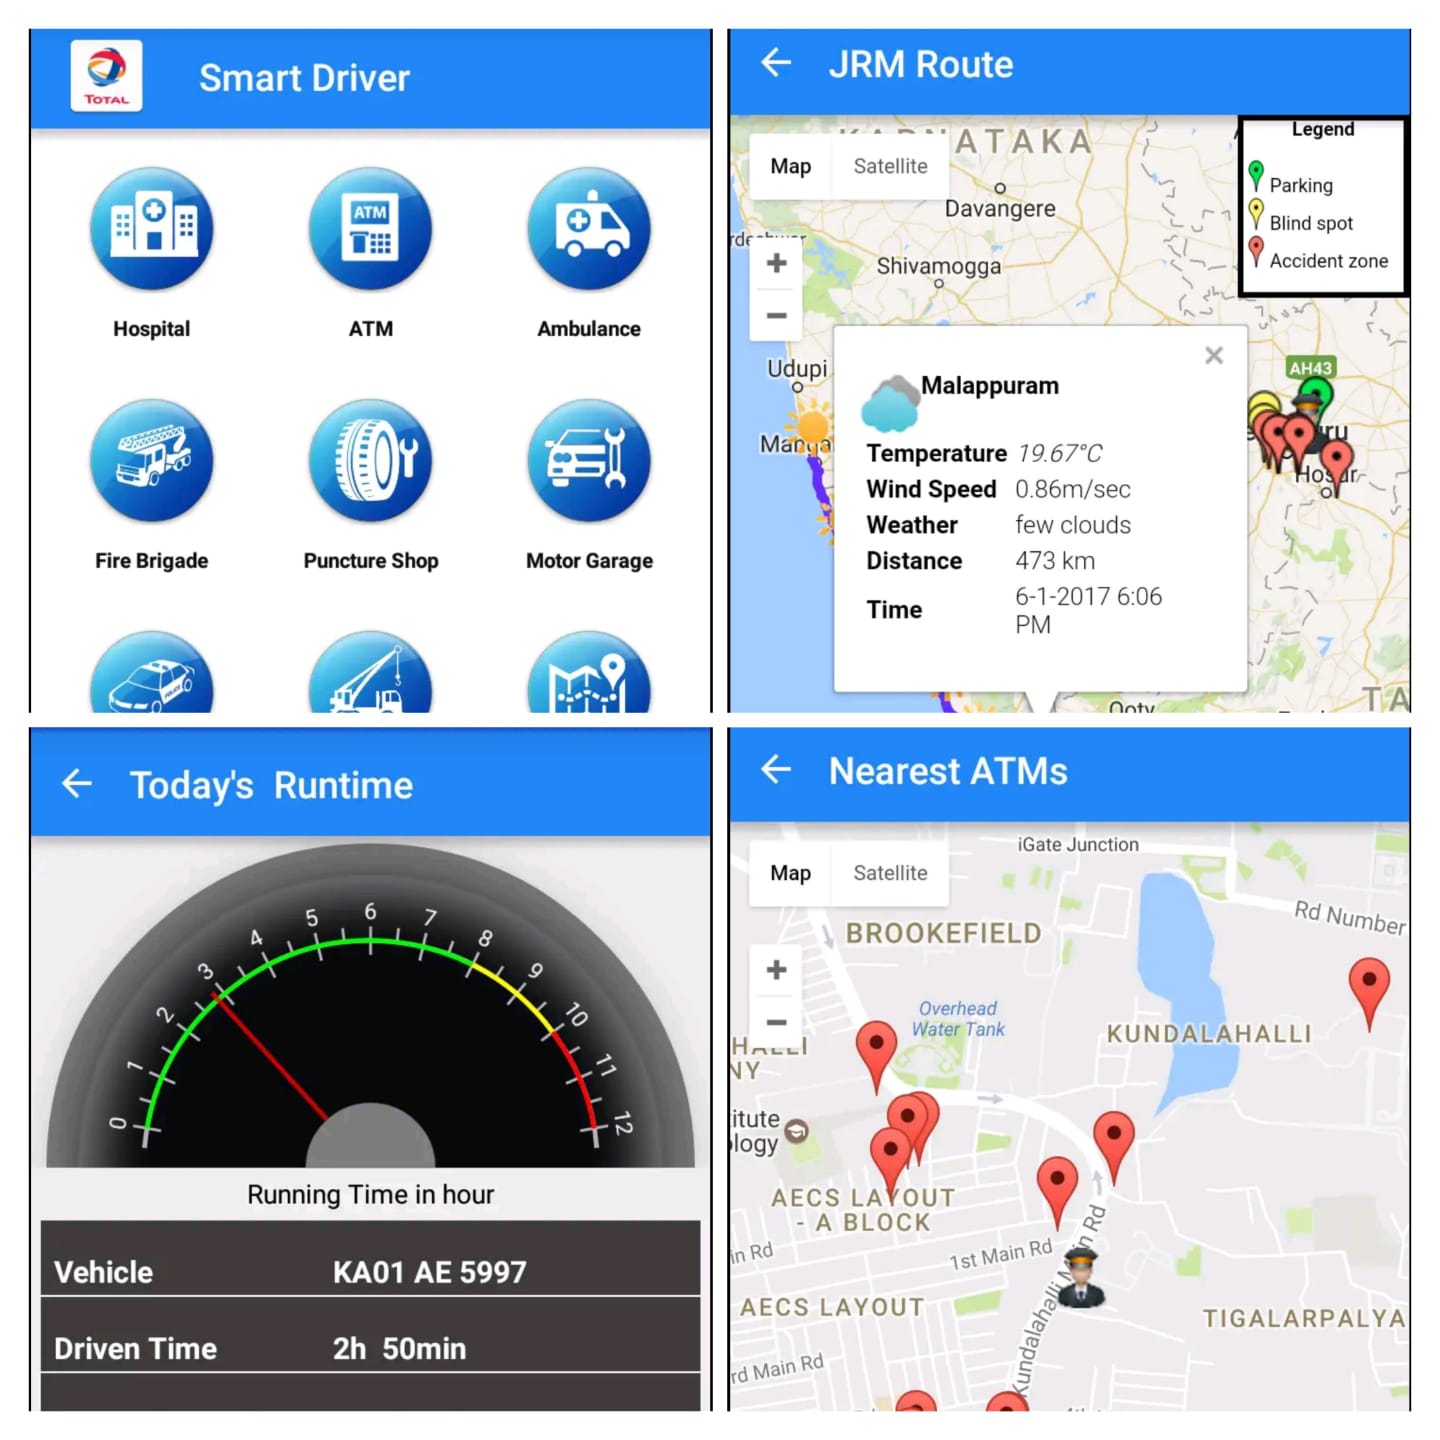 TOTAL
Smart Driver
ATM
Hospital
ATM
Ambulance
Fire Brigade
Puncture Shop
Motor Garage
POLICE
JRM Route
KARNATAKA
Map
Satellite
Legend
Parking
Blind spot
Accident zone
Davangere
Shivamogga
+
−
Udupi
AH43
Hosur
×
Malappuram
Temperature 19.67°C
Wind Speed 0.86m/sec
Weather few clouds
Distance 473 km
Time 6-1-2017 6:06
PM
Ooty
TA
Today's Runtime
0 1 2 3 4 5 6 7 8 9 10 11 12
Running Time in hour
Vehicle KA01 AE 5997
Driven Time 2h 50min
Nearest ATMs
iGate Junction
Map
Satellite
Rd Number
BROOKEFIELD
+
−
Overhead
Water Tank
KUNDALAHALLI
HALLI
NY
itute
ology
AECS LAYOUT
- A BLOCK
in Rd
1st Main Rd
Kundalahalli Main Rd
AECS LAYOUT
TIGALARPALYA
rd Main Rd